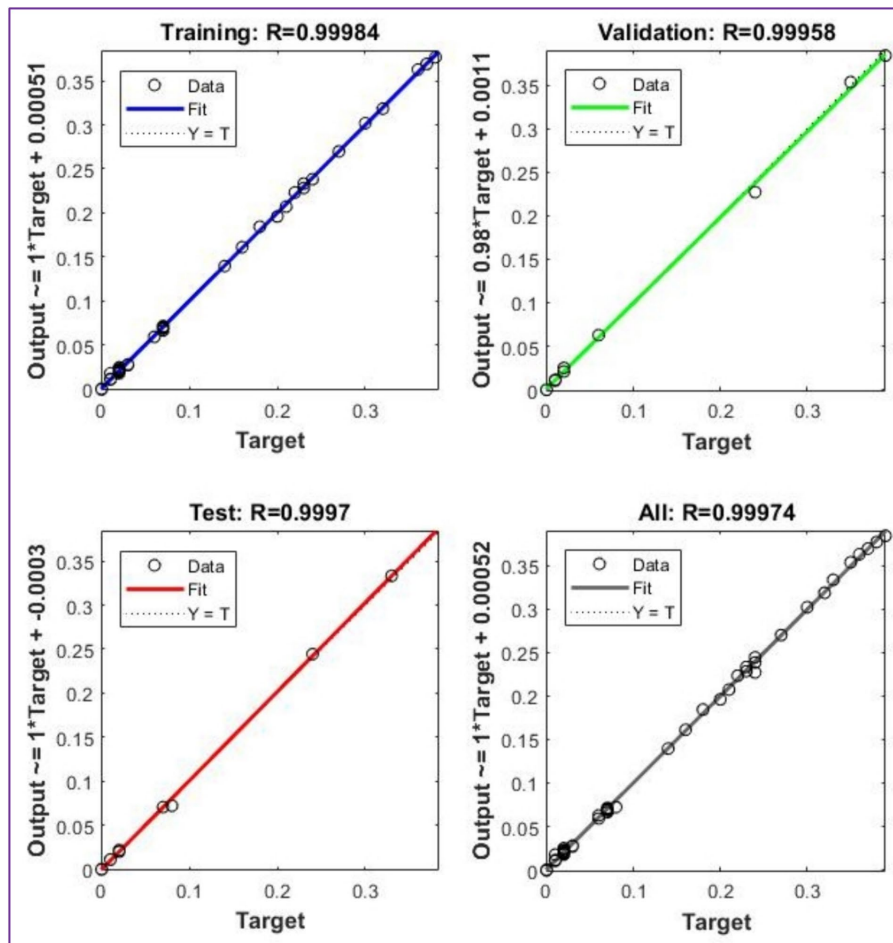 Training: R=0.99984
Output ~= 1*Target + 0.00051
0.35
0.3
0.25
0.2
0.15
0.1
0.05
0
Data
Fit
Y = T
0
0.1
0.2
0.3
Target
Validation: R=0.99958
Output ~= 0.98*Target + 0.0011
0.35
0.3
0.25
0.2
0.15
0.1
0.05
0
Data
Fit
Y = T
0
0.1
0.2
0.3
Target
Test: R=0.9997
Output ~= 1*Target + -0.0003
0.35
0.3
0.25
0.2
0.15
0.1
0.05
0
Data
Fit
Y = T
0
0.1
0.2
0.3
Target
All: R=0.99974
Output ~= 1*Target + 0.00052
0.35
0.3
0.25
0.2
0.15
0.1
0.05
0
Data
Fit
Y = T
0
0.1
0.2
0.3
Target